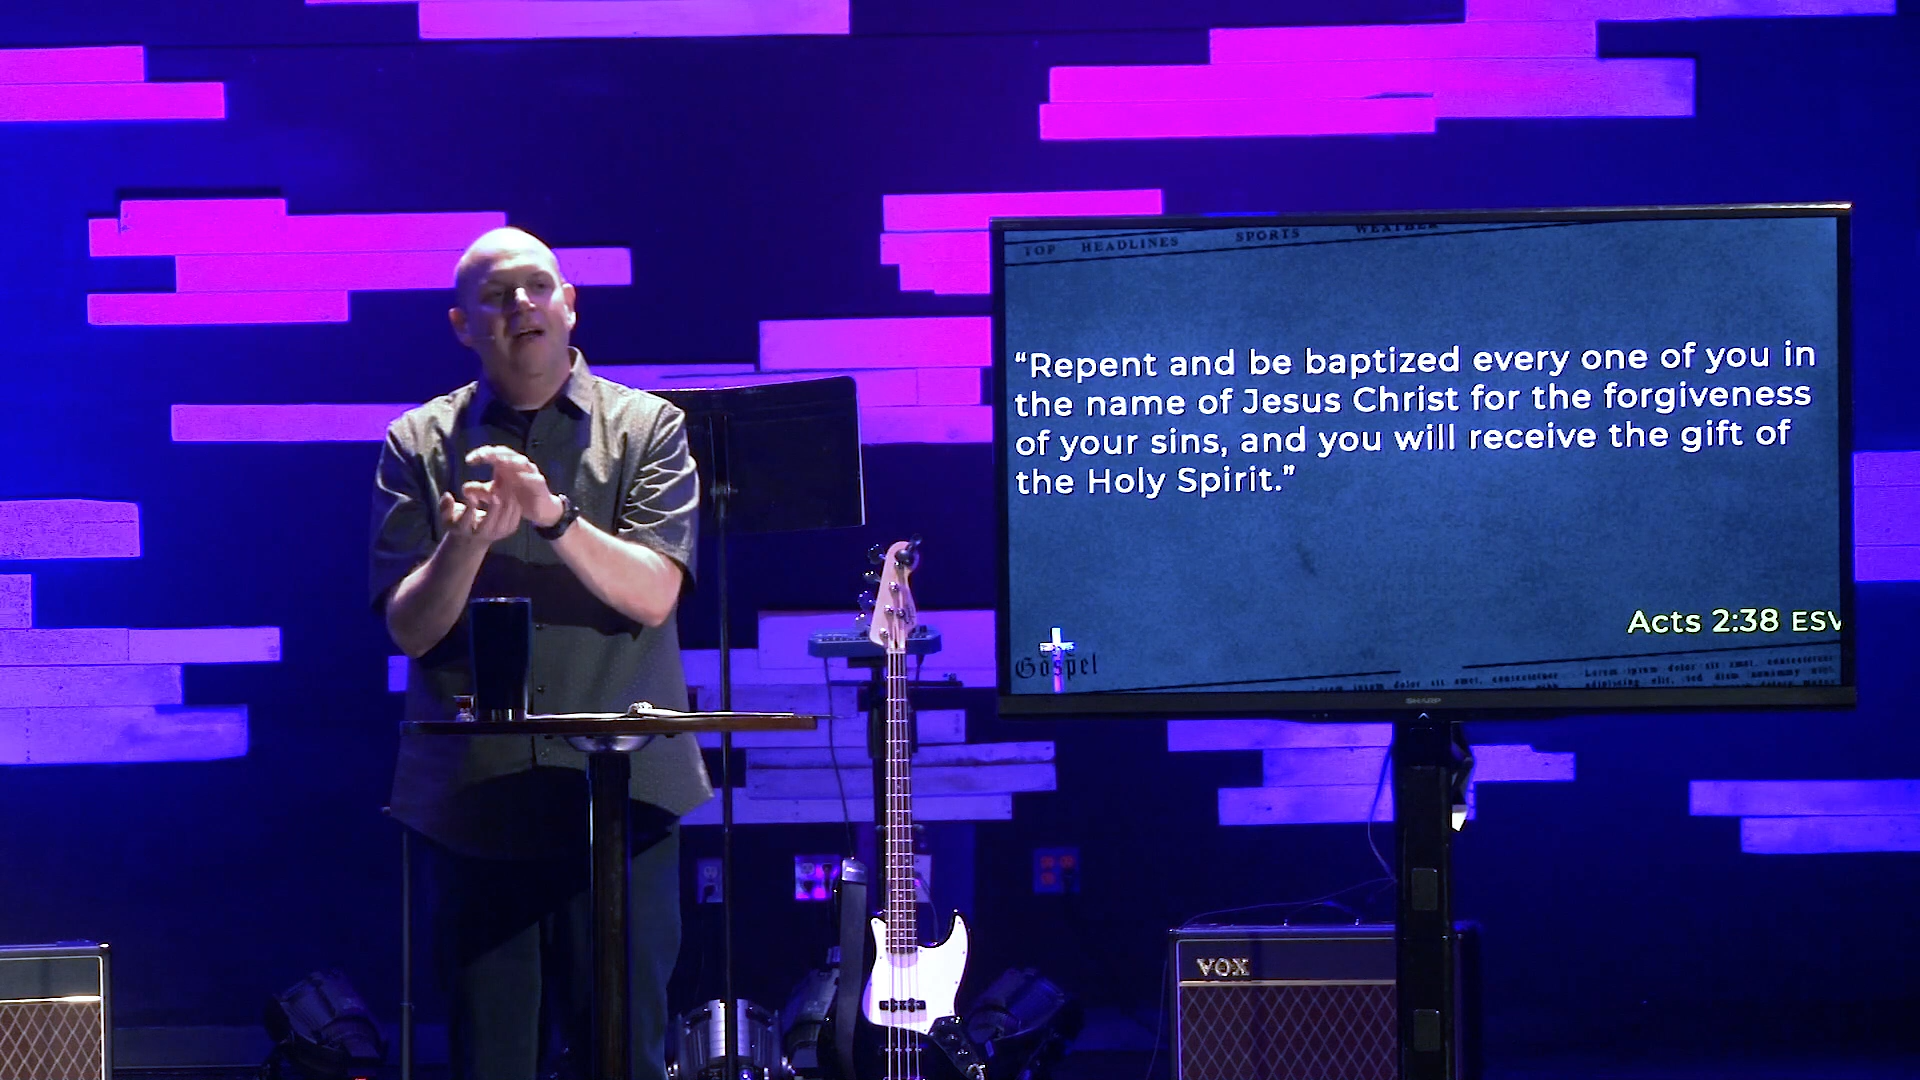 TOP HEADLINES SPORTS WEATHER
“Repent and be baptized every one of you in
the name of Jesus Christ for the forgiveness
of your sins, and you will receive the gift of
the Holy Spirit.”
Acts 2:38 ESV
Gospel
SHARP
VOX